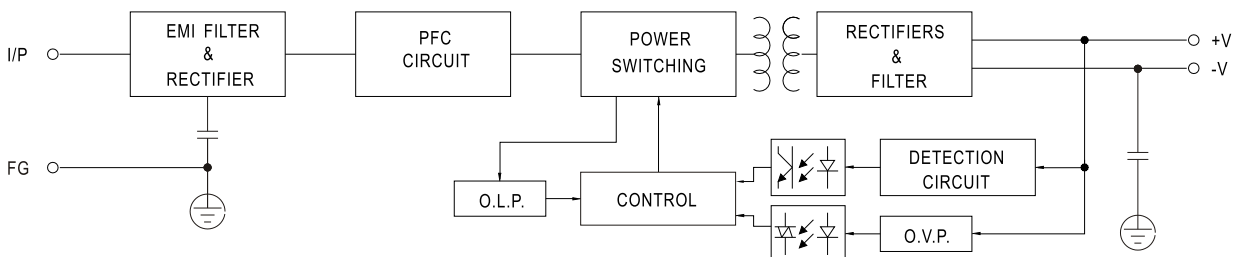 I/P
EMI FILTER
&
RECTIFIER
PFC
CIRCUIT
POWER
SWITCHING
RECTIFIERS
&
FILTER
+V
-V
FG
O.L.P.
CONTROL
DETECTION
CIRCUIT
O.V.P.